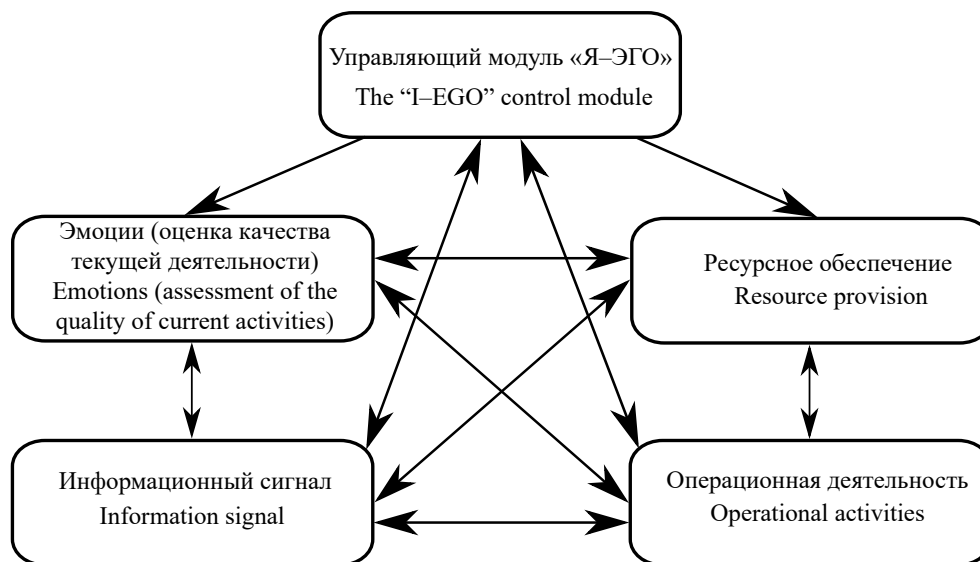 Управляющий модуль «Я–ЭГО»
The “I–EGO” control module
Эмоции (оценка качества
текущей деятельности)
Emotions (assessment of the
quality of current activities)
Ресурсное обеспечение
Resource provision
Информационный сигнал
Information signal
Операционная деятельность
Operational activities